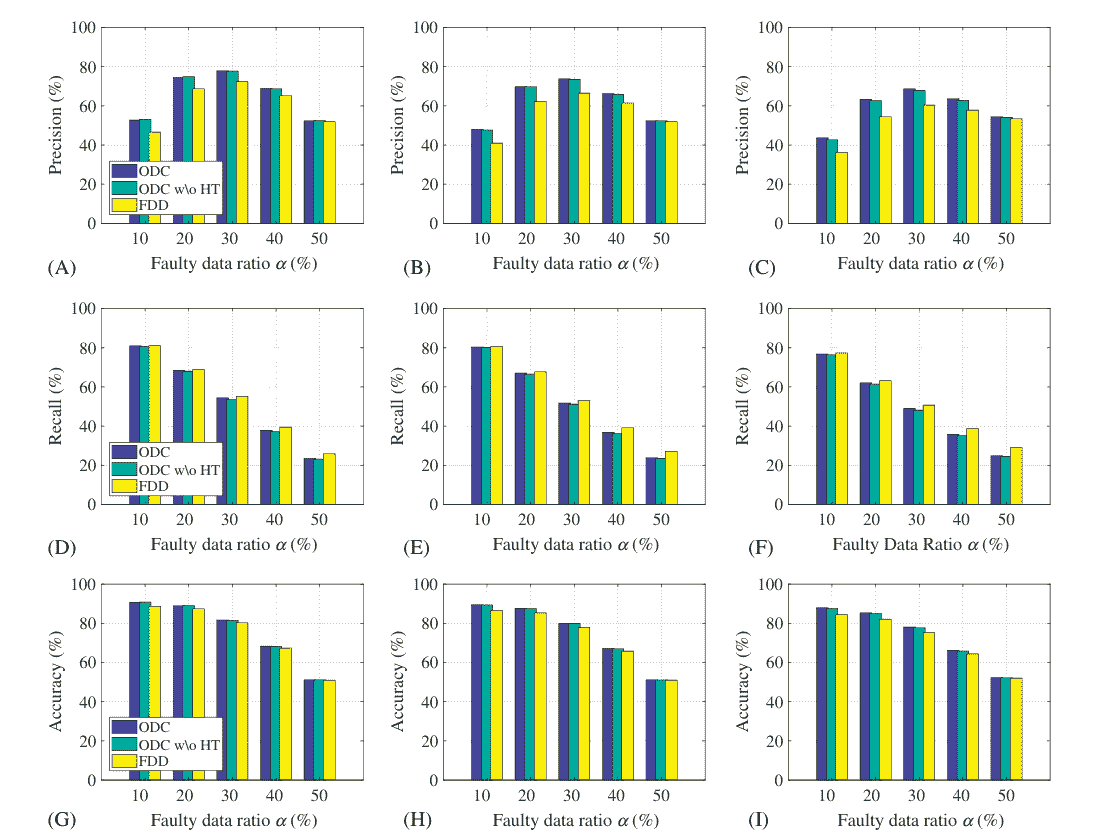 100
80
60
40
20
0
Precision (%)
ODC
ODC w\o HT
FDD
10 20 30 40 50
(A) Faulty data ratio α (%)
100
80
60
40
20
0
Precision (%)
10 20 30 40 50
(B) Faulty data ratio α (%)
100
80
60
40
20
0
Precision (%)
10 20 30 40 50
(C) Faulty data ratio α (%)
100
80
60
40
20
0
Recall (%)
ODC
ODC w\o HT
FDD
10 20 30 40 50
(D) Faulty data ratio α (%)
100
80
60
40
20
0
Recall (%)
10 20 30 40 50
(E) Faulty data ratio α (%)
100
80
60
40
20
0
Recall (%)
10 20 30 40 50
(F) Faulty Data Ratio α (%)
100
80
60
40
20
0
Accuracy (%)
ODC
ODC w\o HT
FDD
10 20 30 40 50
(G) Faulty data ratio α (%)
100
80
60
40
20
0
Accuracy (%)
10 20 30 40 50
(H) Faulty data ratio α (%)
100
80
60
40
20
0
Accuracy (%)
10 20 30 40 50
(I) Faulty data ratio α (%)